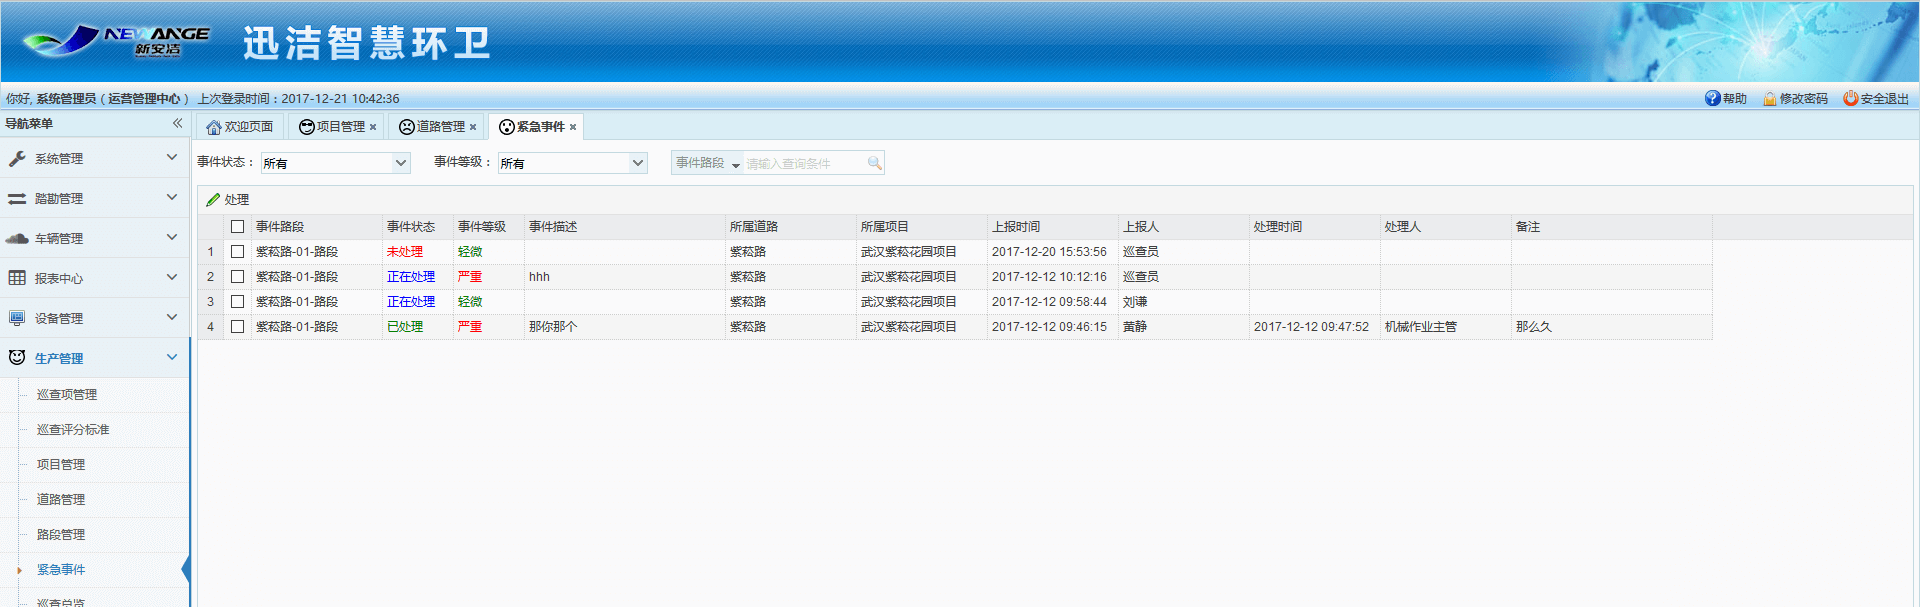 NEWANGE
新安洁
迅洁智慧环卫
你好, 系统管理员 ( 运营管理中心 ) 上次登录时间：2017-12-21 10:42:36
帮助 修改密码 安全退出
导航菜单
欢迎页面 项目管理 道路管理 紧急事件
系统管理
踏勘管理
车辆管理
报表中心
设备管理
生产管理
巡查项管理
巡查评分标准
项目管理
道路管理
路段管理
紧急事件
巡查总览
事件状态： 所有 事件等级： 所有 事件路段 请输入查询条件
处理
事件路段 事件状态 事件等级 事件描述 所属道路 所属项目 上报时间 上报人 处理时间 处理人 备注
1 紫菘路-01-路段 未处理 轻微 紫菘路 武汉紫菘花园项目 2017-12-20 15:53:56 巡查员
2 紫菘路-01-路段 正在处理 严重 hhh 紫菘路 武汉紫菘花园项目 2017-12-12 10:12:16 巡查员
3 紫菘路-01-路段 正在处理 轻微 紫菘路 武汉紫菘花园项目 2017-12-12 09:58:44 刘谦
4 紫菘路-01-路段 已处理 严重 那你那个 紫菘路 武汉紫菘花园项目 2017-12-12 09:46:15 黄静 2017-12-12 09:47:52 机械作业主管 那么久